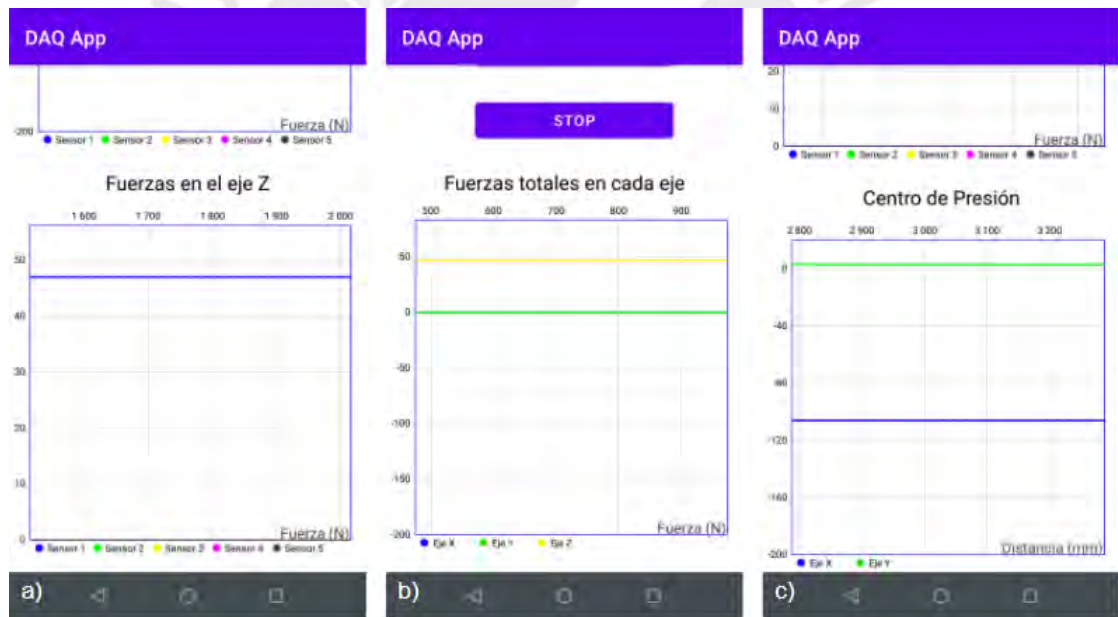 DAQ App
-200
Fuerza (N)
Sensor 1 Sensor 2 Sensor 3 Sensor 4 Sensor 5
Fuerzas en el eje Z
1 600 1 700 1 800 1 900 2 000
50
40
30
20
10
0
Fuerza (N)
Sensor 1 Sensor 2 Sensor 3 Sensor 4 Sensor 5
a)
DAQ App
STOP
Fuerzas totales en cada eje
500 600 700 800 900
50
0
-50
-100
-150
-200
Fuerza (N)
Eje X Eje Y Eje Z
b)
DAQ App
20
10
0
Fuerza (N)
Sensor 1 Sensor 2 Sensor 3 Sensor 4 Sensor 5
Centro de Presión
2 800 2 900 3 000 3 100 3 200
0
-40
-80
-120
-160
-200
Distancia (mm)
Eje X Eje Y
c)